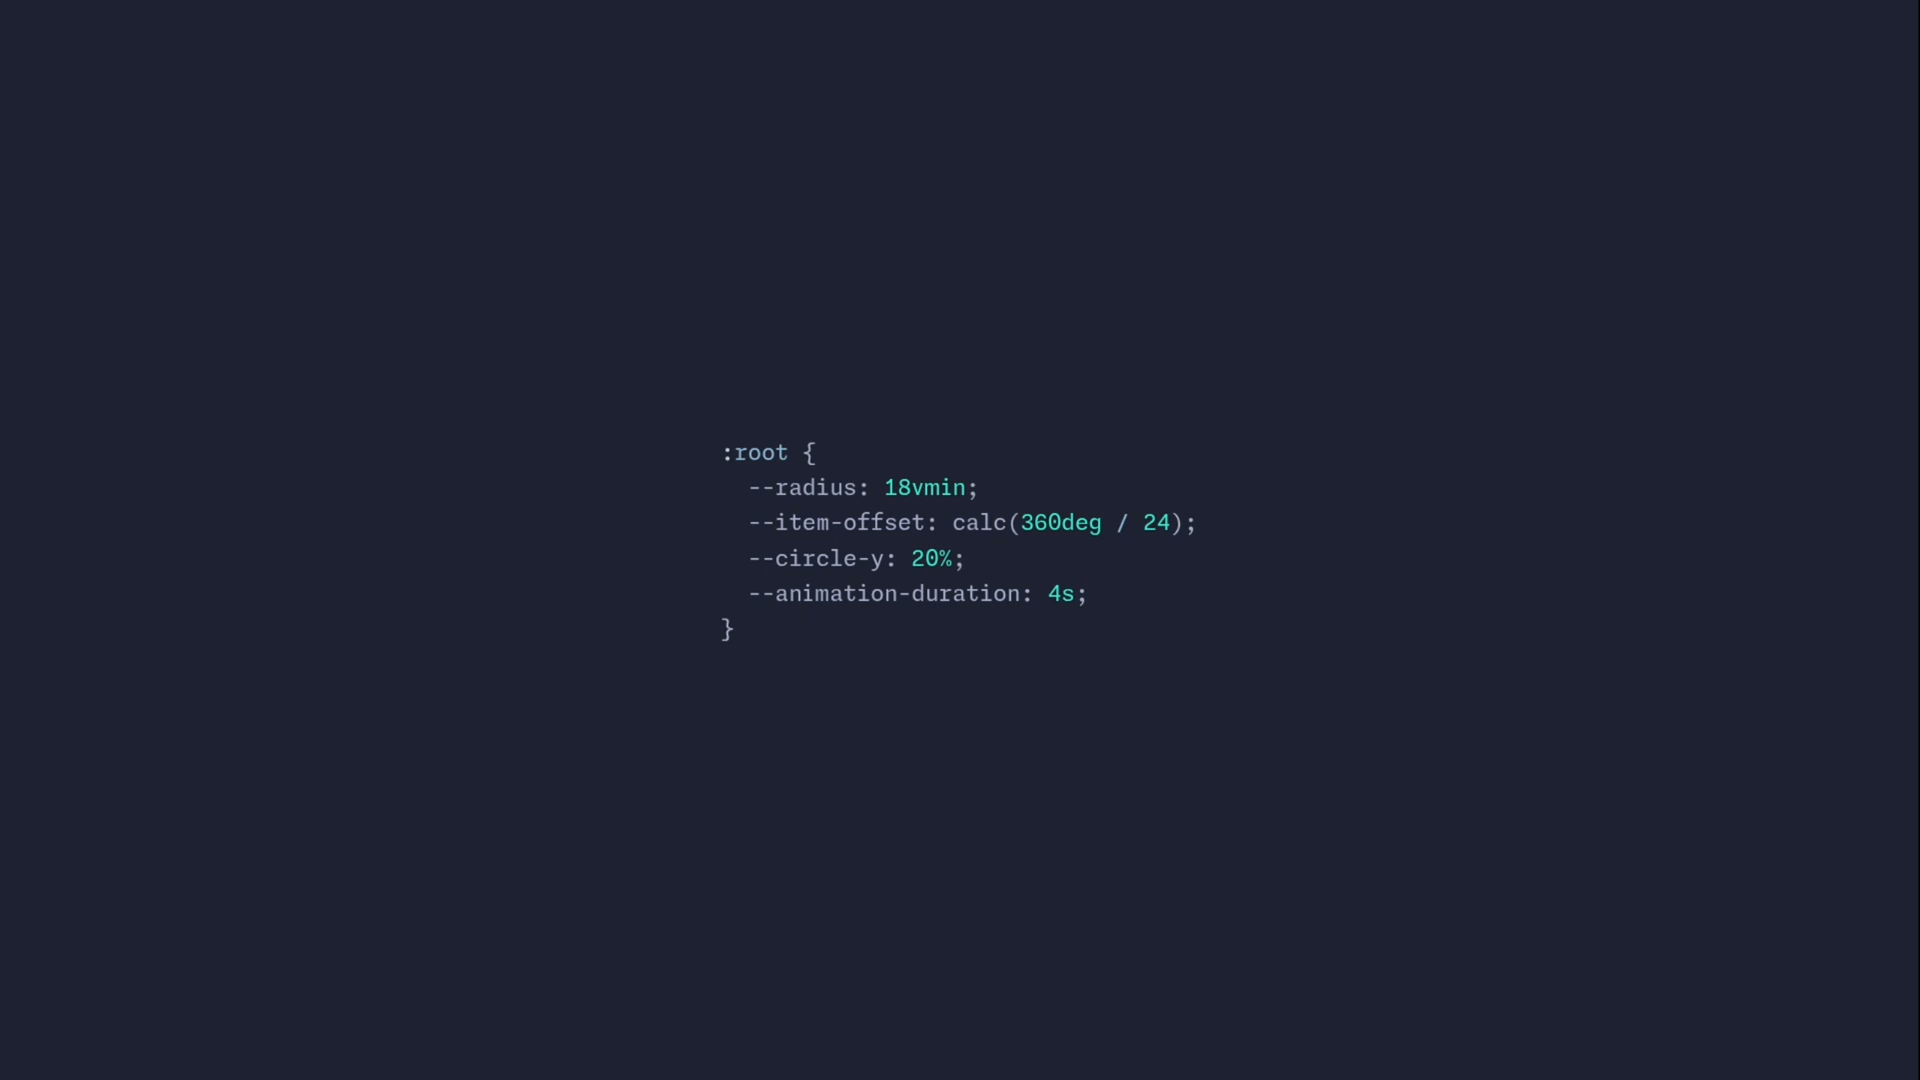 :root {
  --radius: 18vmin;
  --item-offset: calc(360deg / 24);
  --circle-y: 20%;
  --animation-duration: 4s;
}